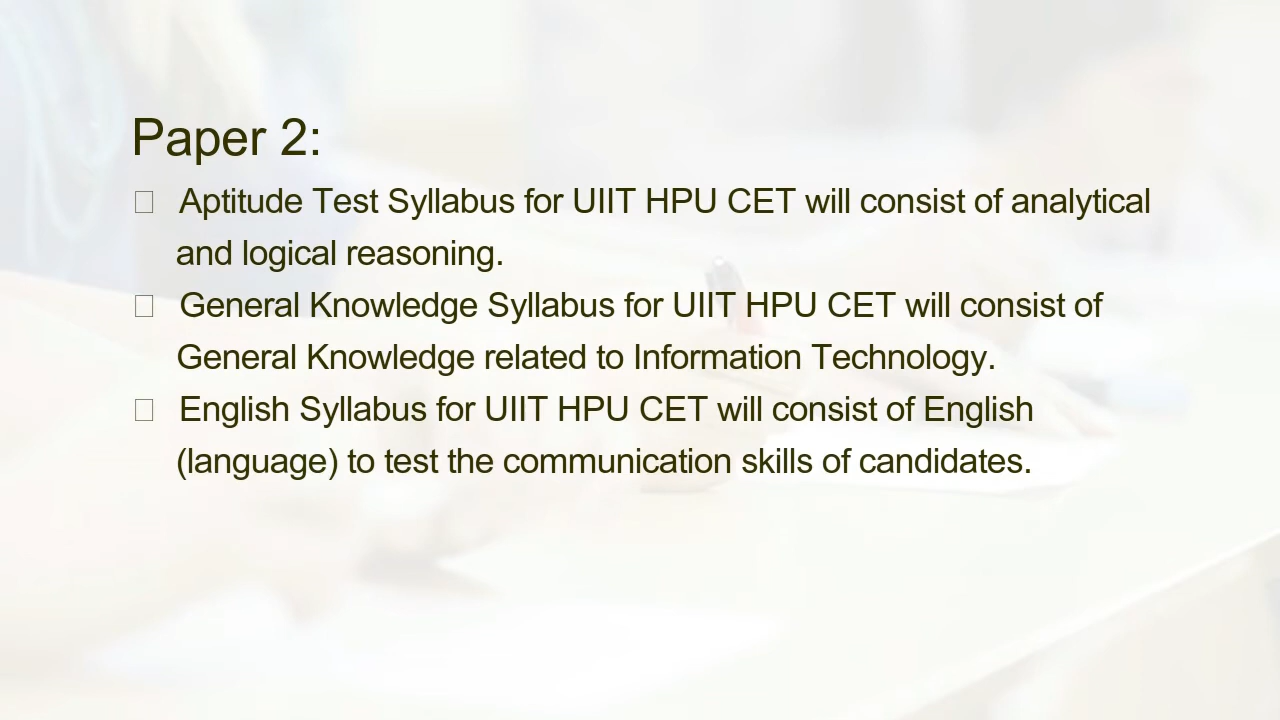 Paper 2:
□ Aptitude Test Syllabus for UIIT HPU CET will consist of analytical
and logical reasoning.
□ General Knowledge Syllabus for UIIT HPU CET will consist of
General Knowledge related to Information Technology.
□ English Syllabus for UIIT HPU CET will consist of English
(language) to test the communication skills of candidates.